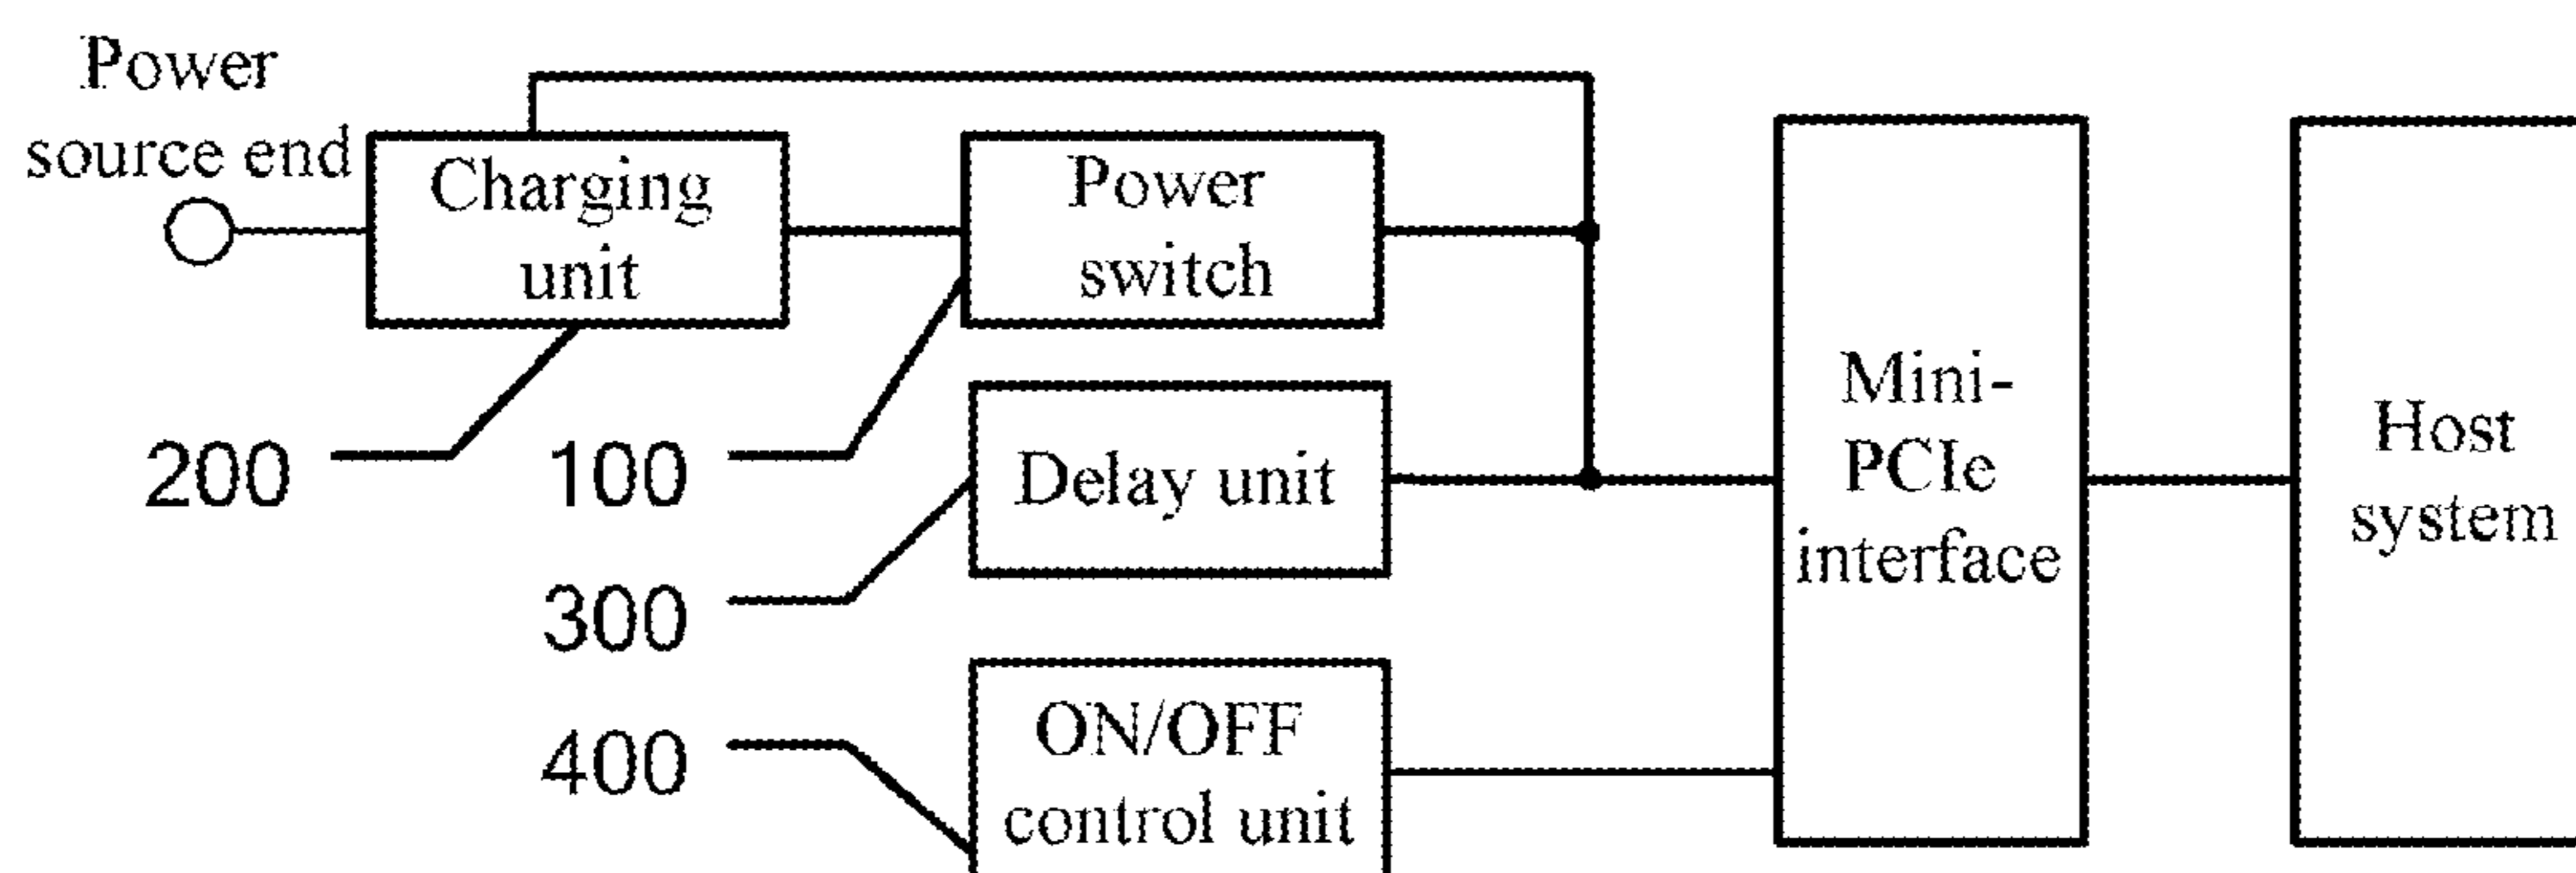 Power
source end
Charging
unit
Power
switch
200
100
Delay unit
300
400
ON/OFF
control unit
Mini-
PCIe
interface
Host
system